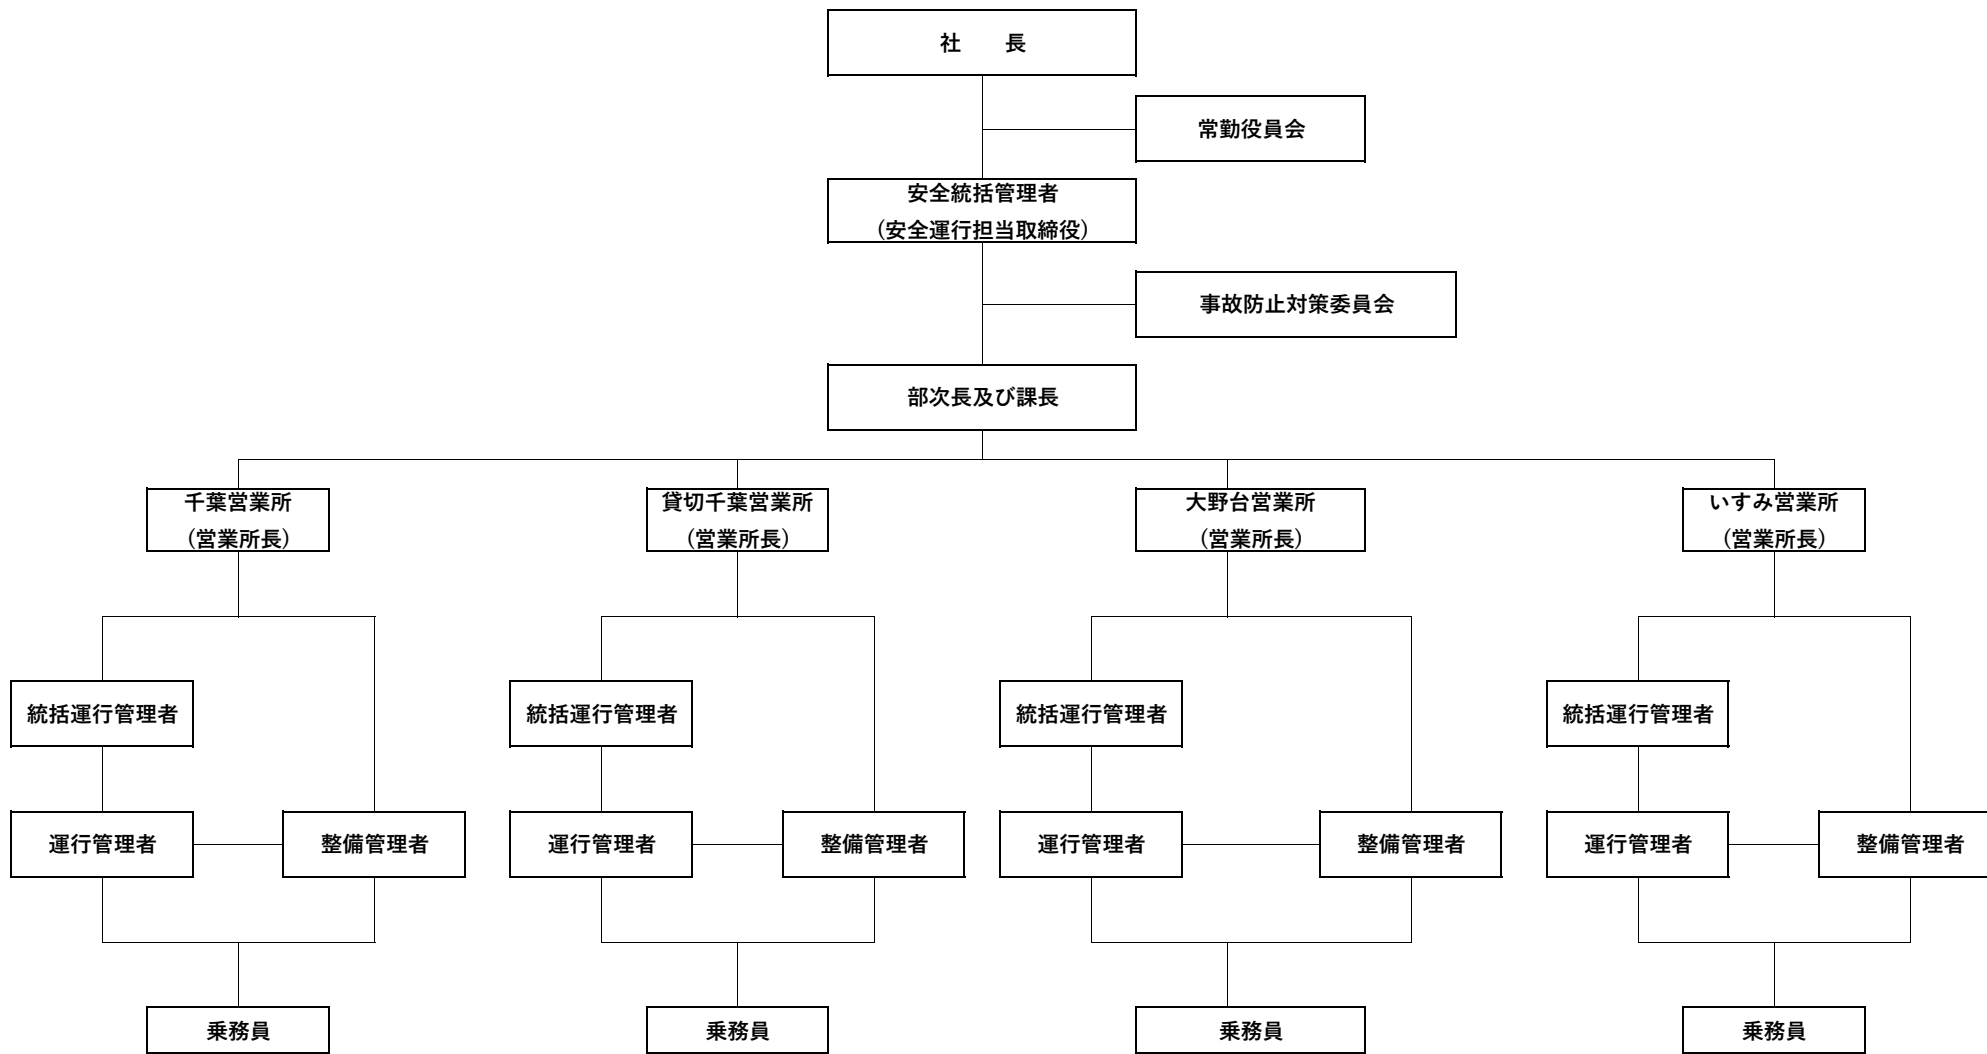 社　　長
常勤役員会
安全統括管理者
（安全運行担当取締役）
事故防止対策委員会
部次長及び課長
千葉営業所
（営業所長）
貸切千葉営業所
（営業所長）
大野台営業所
（営業所長）
いすみ営業所
（営業所長）
統括運行管理者
統括運行管理者
統括運行管理者
統括運行管理者
運行管理者
整備管理者
運行管理者
整備管理者
運行管理者
整備管理者
運行管理者
整備管理者
乗務員
乗務員
乗務員
乗務員